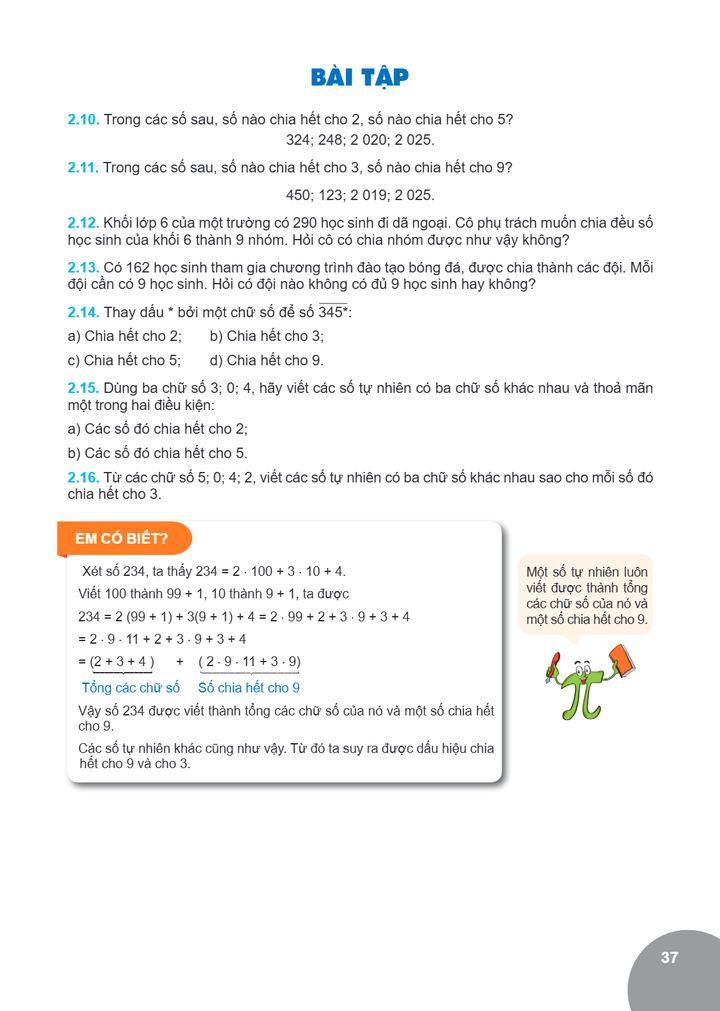 BÀI TẬP
2.10. Trong các số sau, số nào chia hết cho 2, số nào chia hết cho 5?
324; 248; 2 020; 2 025.
2.11. Trong các số sau, số nào chia hết cho 3, số nào chia hết cho 9?
450; 123; 2 019; 2 025.
2.12. Khối lớp 6 của một trường có 290 học sinh đi dã ngoại. Cô phụ trách muốn chia đều số
học sinh của khối 6 thành 9 nhóm. Hỏi cô có chia nhóm được như vậy không?
2.13. Có 162 học sinh tham gia chương trình đào tạo bóng đá, được chia thành các đội. Mỗi
đội cần có 9 học sinh. Hỏi có đội nào không có đủ 9 học sinh hay không?
2.14. Thay dấu * bởi một chữ số để số 3̅4̅5̅*̅:
a) Chia hết cho 2; b) Chia hết cho 3;
c) Chia hết cho 5; d) Chia hết cho 9.
2.15. Dùng ba chữ số 3; 0; 4, hãy viết các số tự nhiên có ba chữ số khác nhau và thoả mãn
một trong hai điều kiện:
a) Các số đó chia hết cho 2;
b) Các số đó chia hết cho 5.
2.16. Từ các chữ số 5; 0; 4; 2, viết các số tự nhiên có ba chữ số khác nhau sao cho mỗi số đó
chia hết cho 3.
EM CÓ BIẾT?
Xét số 234, ta thấy 234 = 2 · 100 + 3 · 10 + 4.
Viết 100 thành 99 + 1, 10 thành 9 + 1, ta được
234 = 2 (99 + 1) + 3(9 + 1) + 4 = 2 · 99 + 2 + 3 · 9 + 3 + 4
= 2 · 9 · 11 + 2 + 3 · 9 + 3 + 4
= (2 + 3 + 4 ) + ( 2 · 9 · 11 + 3 · 9)
Tổng các chữ số Số chia hết cho 9
Vậy số 234 được viết thành tổng các chữ số của nó và một số chia hết
cho 9.
Các số tự nhiên khác cũng như vậy. Từ đó ta suy ra được dấu hiệu chia
hết cho 9 và cho 3.
Một số tự nhiên luôn
viết được thành tổng
các chữ số của nó và
một số chia hết cho 9.
37